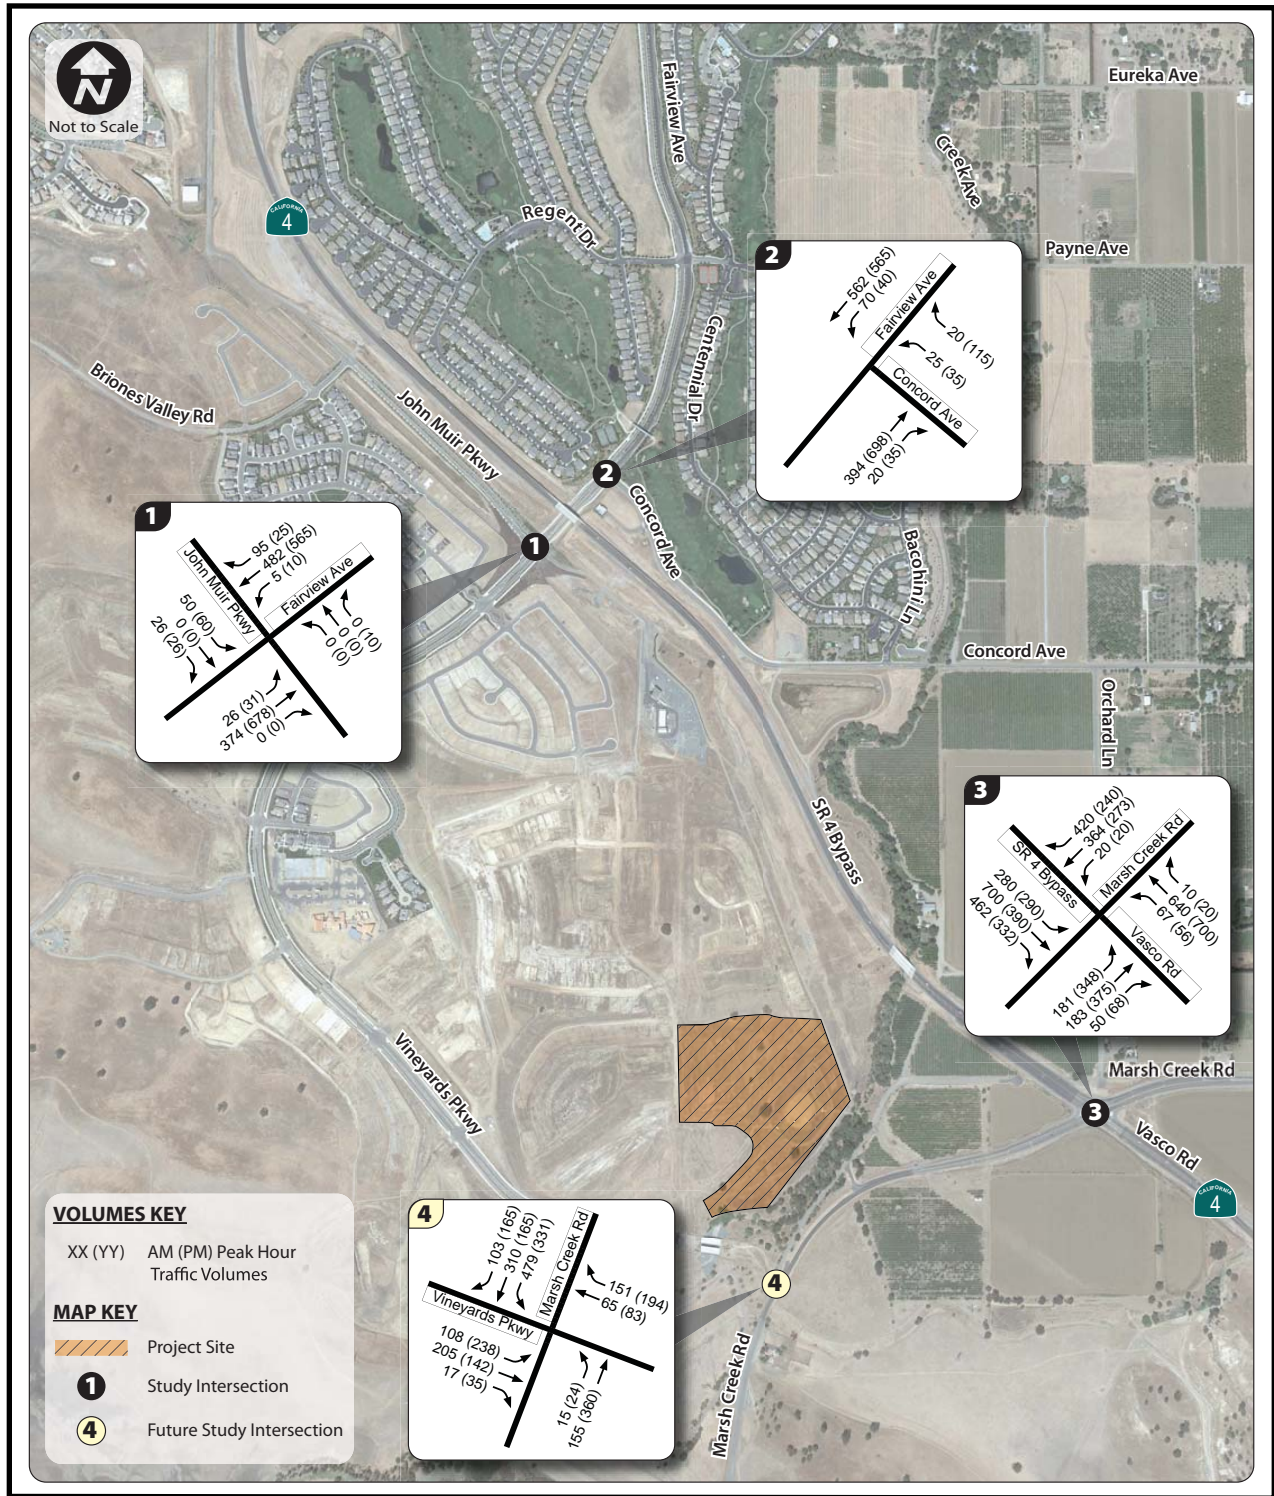 N
Not to Scale
Eureka Ave
Fairview Ave
Creek Ave
CALIFORNIA
4
Regent Dr
Payne Ave
2
562 (565)
70 (40)
Fairview Ave
20 (115)
25 (35)
Concord Ave
394 (698)
20 (35)
Centennial Dr
Briones Valley Rd
John Muir Pkwy
2
Concord Ave
1
Bacohini Ln
1
95 (25)
482 (565)
5 (10)
John Muir Pkwy
Fairview Ave
50 (60)
0 (0)
26 (26)
0 (10)
0 (0)
0 (0)
26 (31)
374 (678)
0 (0)
Concord Ave
Orchard Ln
SR 4 Bypass
3
420 (240)
364 (273)
20 (20)
SR 4 Bypass
Marsh Creek Rd
280 (290)
700 (390)
462 (332)
10 (20)
640 (700)
67 (56)
Vasco Rd
181 (348)
183 (375)
50 (68)
Vineyards Pkwy
Marsh Creek Rd
3
Vasco Rd
CALIFORNIA
4
4
103 (165)
310 (165)
479 (331)
Marsh Creek Rd
151 (194)
65 (83)
Vineyards Pkwy
108 (238)
205 (142)
17 (35)
15 (24)
155 (360)
4
Marsh Creek Rd
VOLUMES KEY
XX (YY) AM (PM) Peak Hour
Traffic Volumes
MAP KEY
Project Site
1 Study Intersection
4 Future Study Intersection